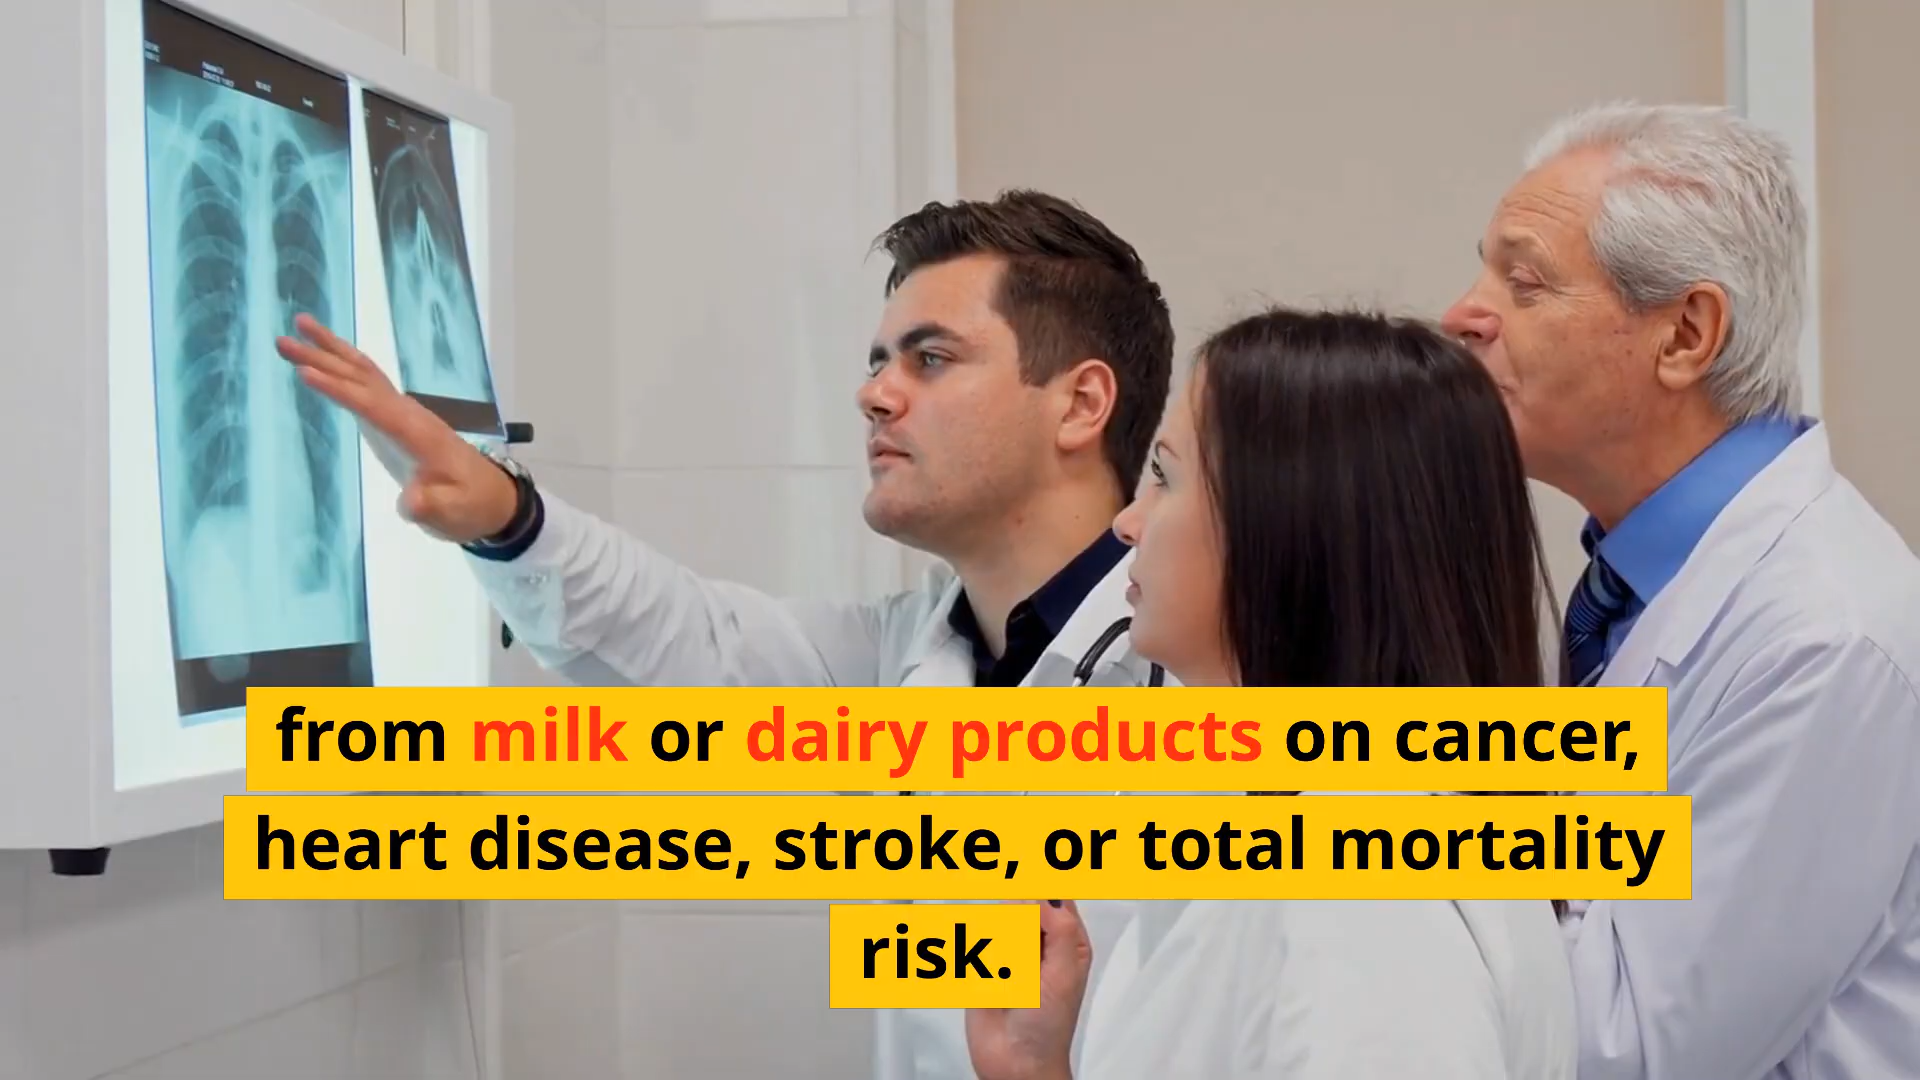 from milk or dairy products on cancer,
heart disease, stroke, or total mortality
risk.